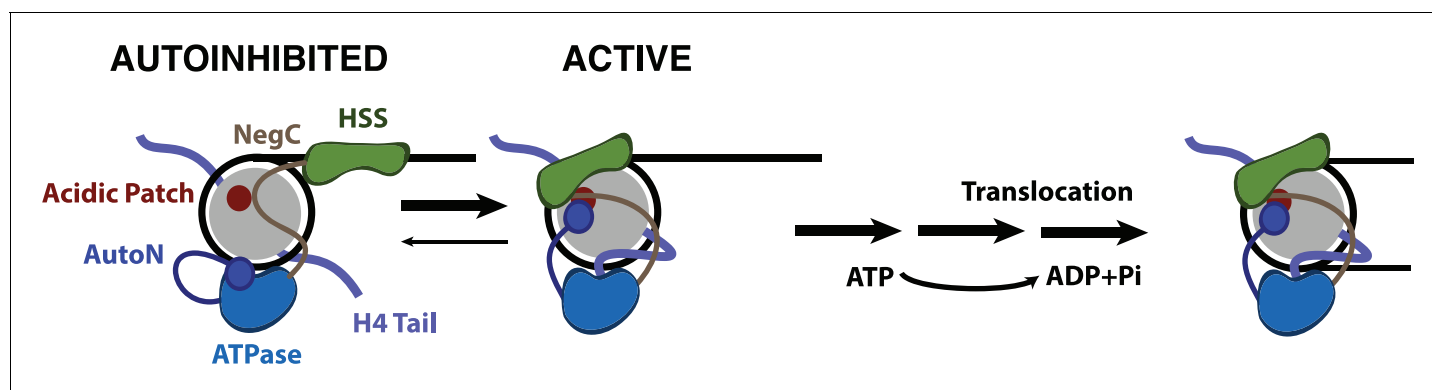 AUTOINHIBITED
ACTIVE
NegC
HSS
Acidic Patch
AutoN
H4 Tail
ATPase
Translocation
ATP
ADP+Pi